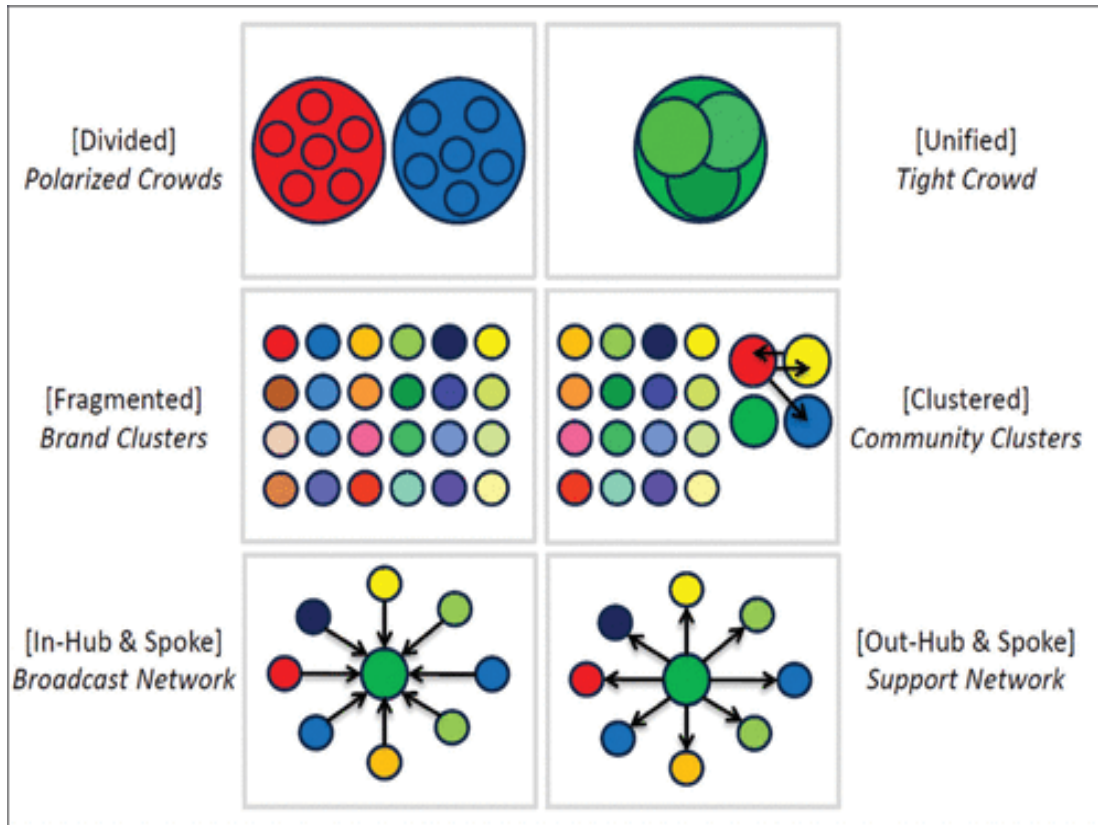 [Divided]
Polarized Crowds
[Unified]
Tight Crowd
[Fragmented]
Brand Clusters
[Clustered]
Community Clusters
[In-Hub & Spoke]
Broadcast Network
[Out-Hub & Spoke]
Support Network